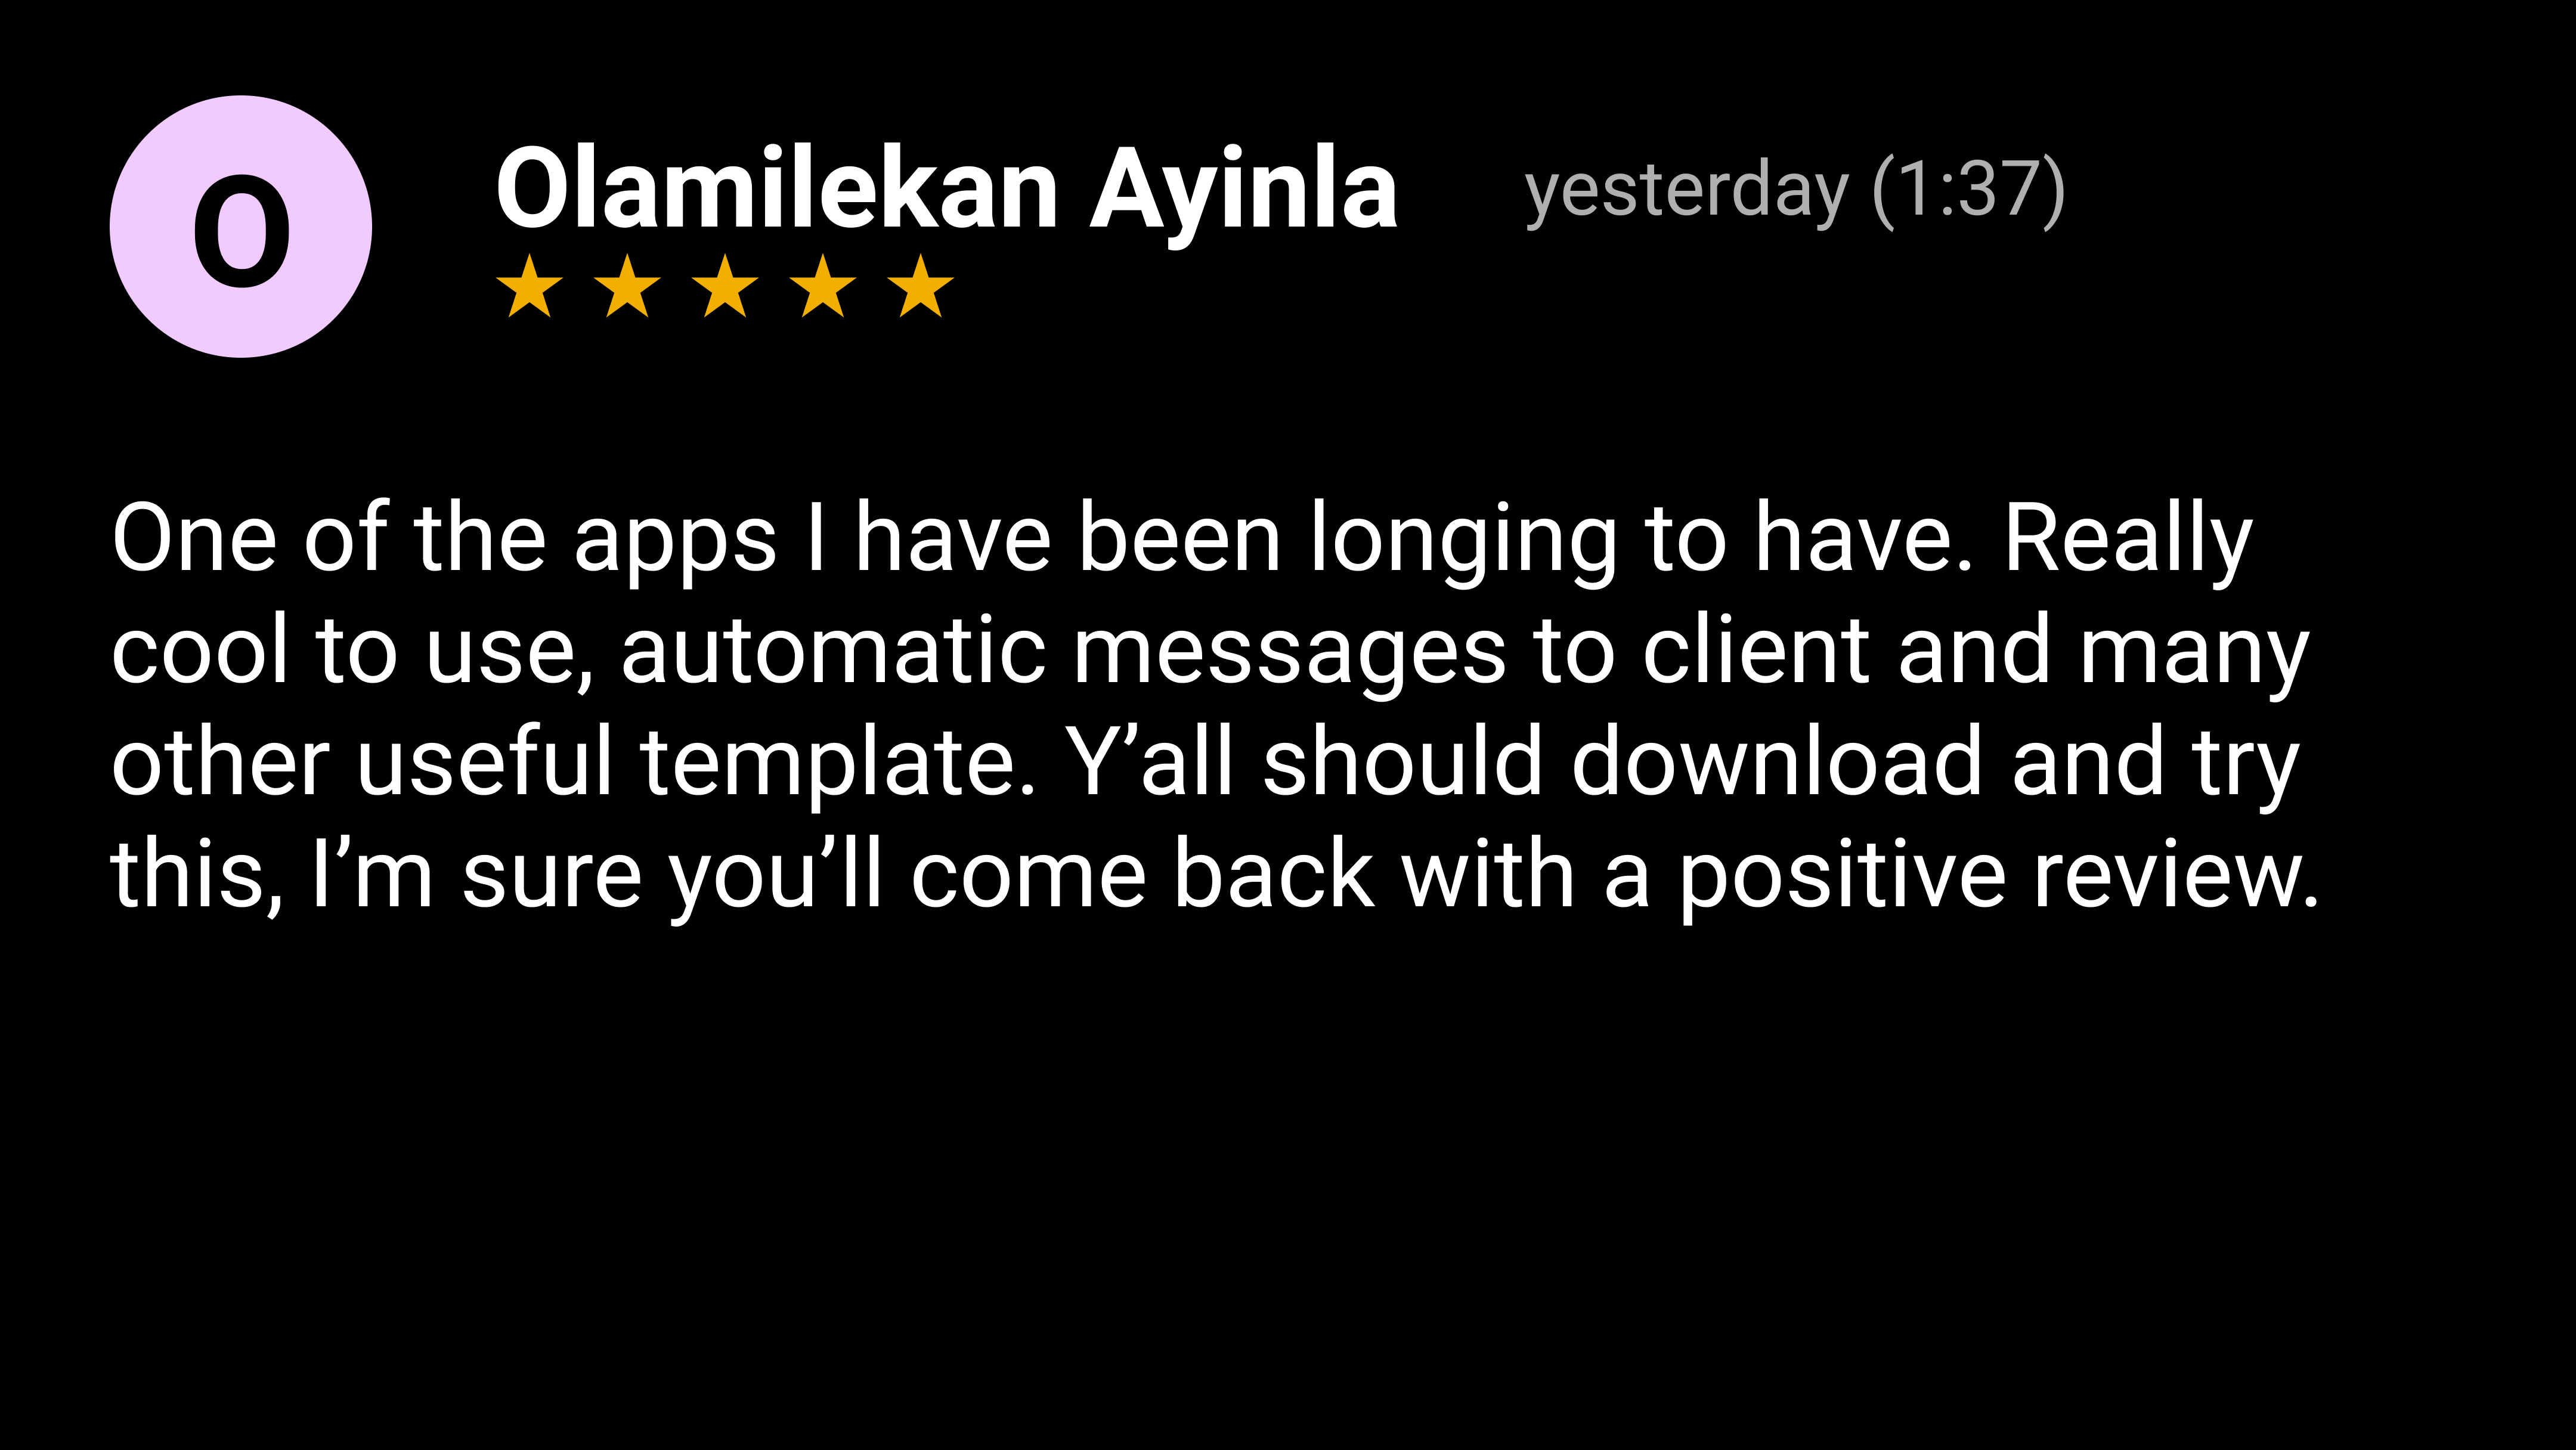 O
Olamilekan Ayinla yesterday (1:37)
★ ★ ★ ★ ★
One of the apps I have been longing to have. Really
cool to use, automatic messages to client and many
other useful template. Y’all should download and try
this, I’m sure you’ll come back with a positive review.